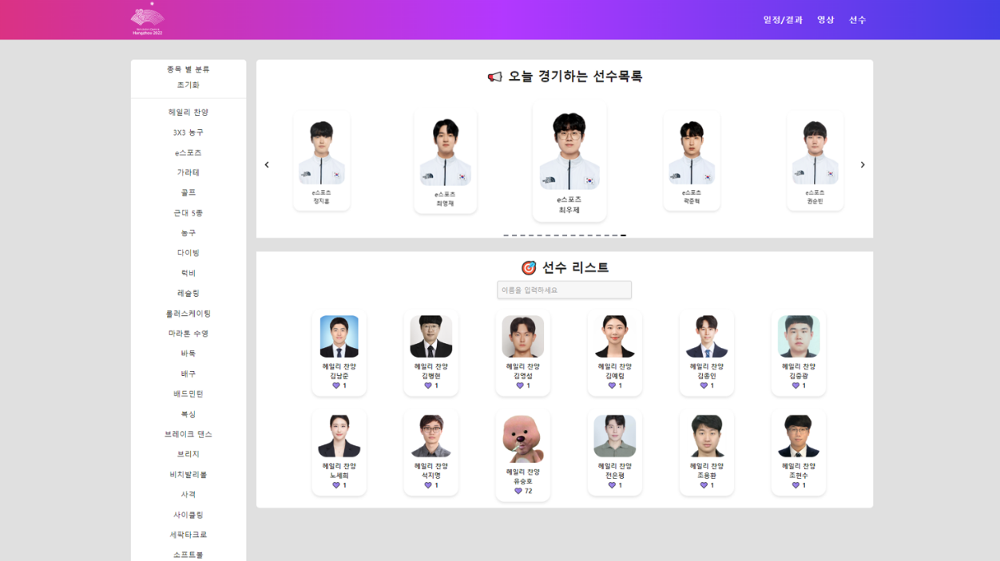 Hangzhou 2022
일정/결과
영상
선수
종목 별 분류
초기화
헤일리 찬양
3X3 농구
e스포즈
가라테
골프
근대 5종
농구
다이빙
럭비
레슬링
롤러스케이팅
마라톤 수영
바둑
배구
배드민턴
복싱
브레이크 댄스
브리지
비치발리볼
사격
사이클링
세팍타크로
소프트볼
오늘 경기하는 선수목록
e스포즈
정지훈
e스포즈
최영재
e스포즈
최우제
e스포즈
곽준혁
e스포즈
권순빈
선수 리스트
이름을 입력하세요
헤일리 찬양
김남준
1
헤일리 찬양
김병현
1
헤일리 찬양
김영섭
1
헤일리 찬양
김예림
1
헤일리 찬양
김종인
1
헤일리 찬양
김중광
1
헤일리 찬양
노세희
1
헤일리 찬양
석지명
1
헤일리 찬양
유승호
72
헤일리 찬양
전은평
1
헤일리 찬양
조용환
1
헤일리 찬양
조현수
1